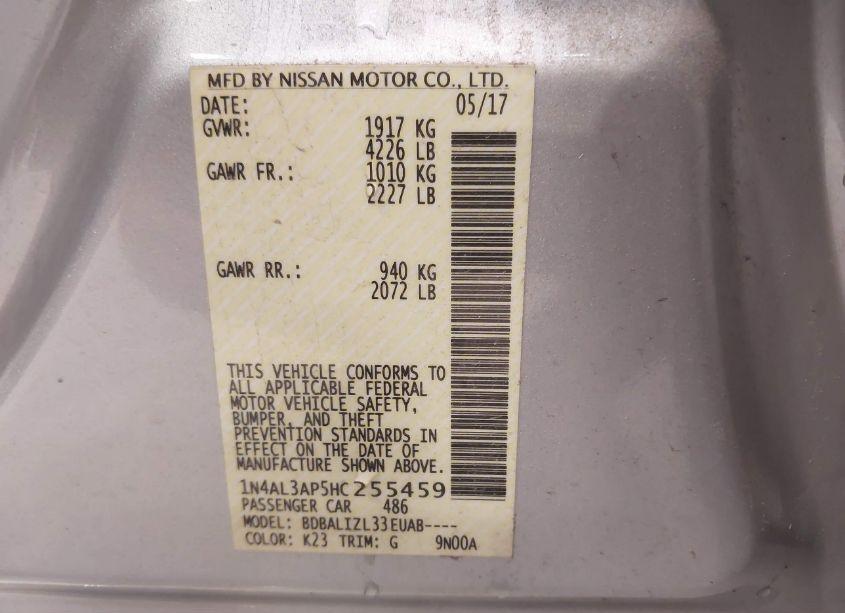 MFD BY NISSAN MOTOR CO., LTD.
DATE: 05/17
GVWR: 1917 KG
4226 LB
GAWR FR.: 1010 KG
2227 LB
GAWR RR.: 940 KG
2072 LB
THIS VEHICLE CONFORMS TO
ALL APPLICABLE FEDERAL
MOTOR VEHICLE SAFETY,
BUMPER, AND THEFT
PREVENTION STANDARDS IN
EFFECT ON THE DATE OF
MANUFACTURE SHOWN ABOVE.
1N4AL3AP5HC255459
PASSENGER CAR 486
MODEL: BDBALIZL33EUAB----
COLOR: K23 TRIM: G 9N00A